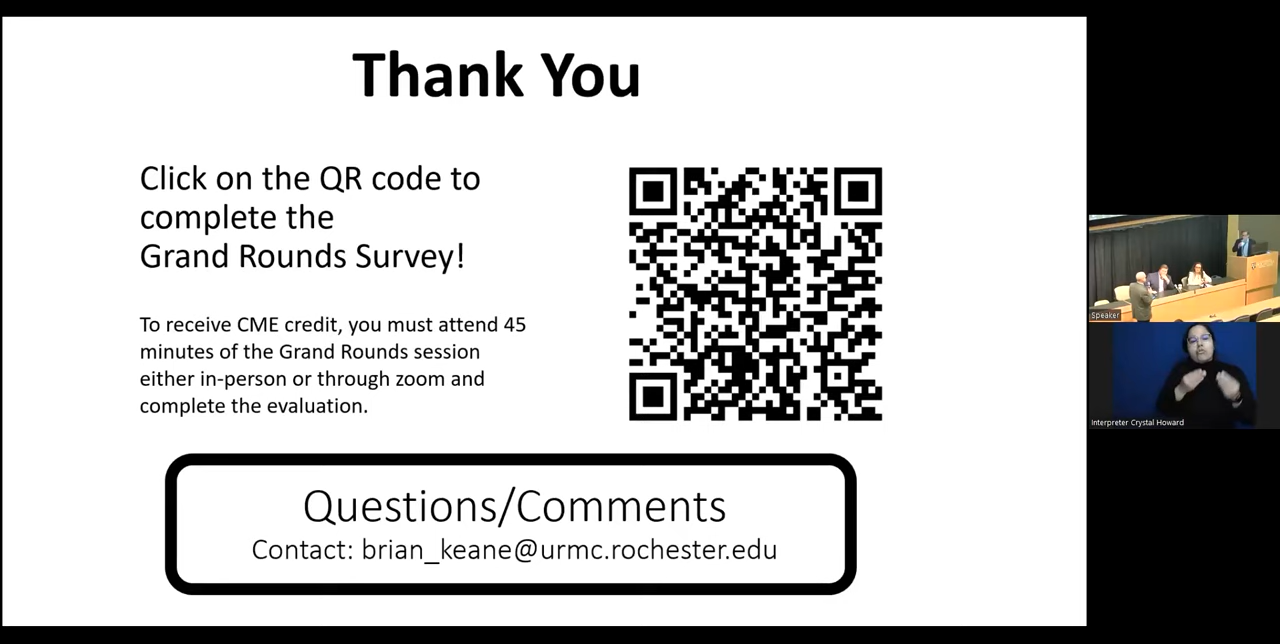 Thank You
Click on the QR code to
complete the
Grand Rounds Survey!
To receive CME credit, you must attend 45
minutes of the Grand Rounds session
either in-person or through zoom and
complete the evaluation.
Questions/Comments
Contact: brian_keane@urmc.rochester.edu
Speaker
Interpreter Crystal Howard